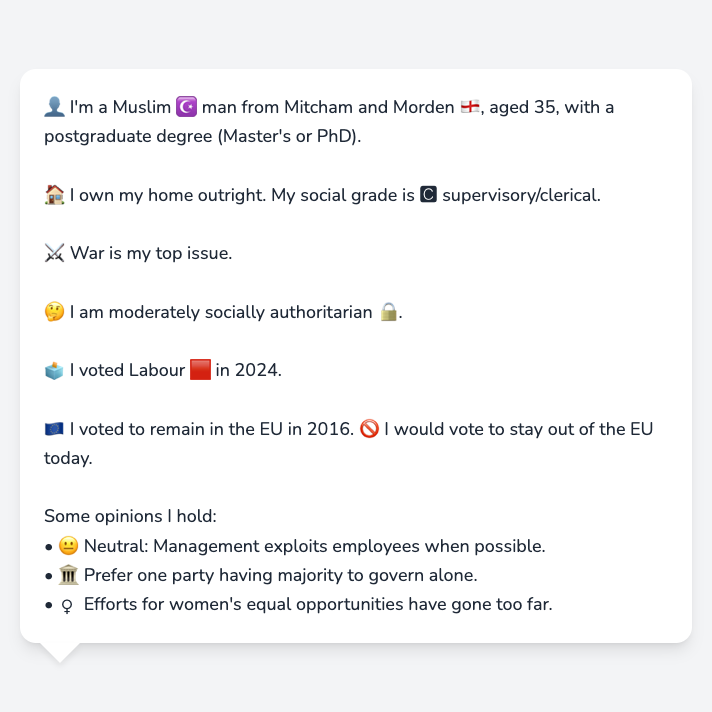 👤 I'm a Muslim ☪️ man from Mitcham and Morden 🏴󠁧󠁢󠁥󠁮󠁧󠁿, aged 35, with a
postgraduate degree (Master's or PhD).
🏠 I own my home outright. My social grade is 🅲 supervisory/clerical.
⚔️ War is my top issue.
🤔 I am moderately socially authoritarian 🔒.
🗳️ I voted Labour 🟥 in 2024.
🇪🇺 I voted to remain in the EU in 2016. 🚫 I would vote to stay out of the EU
today.
Some opinions I hold:
• 😐 Neutral: Management exploits employees when possible.
• 🏛️ Prefer one party having majority to govern alone.
• ♀ Efforts for women's equal opportunities have gone too far.